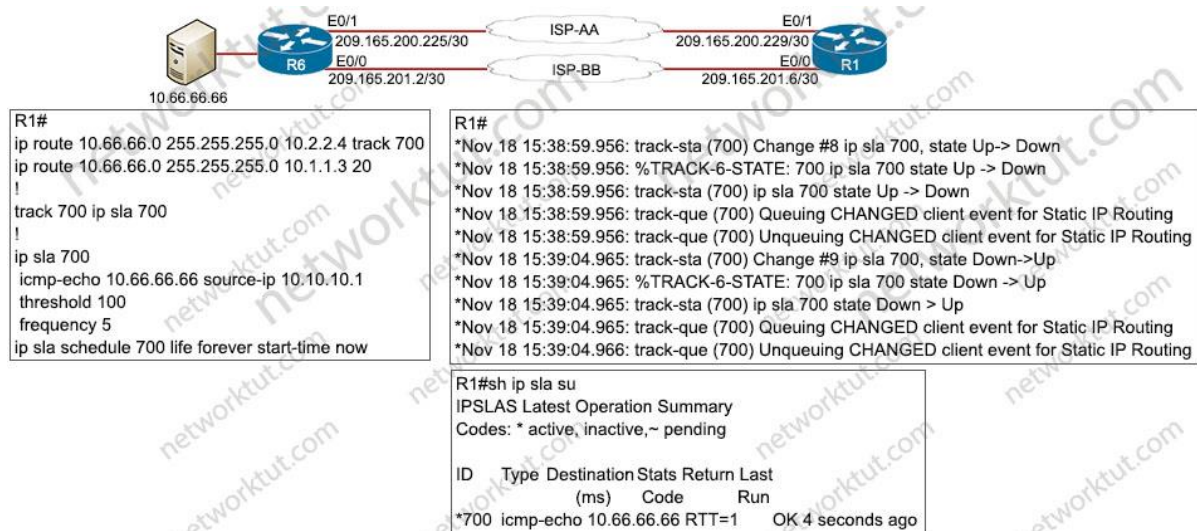 E0/1
ISP-AA
E0/1
209.165.200.225/30
209.165.200.229/30
R6
E0/0
ISP-BB
E0/0
R1
209.165.201.2/30
209.165.201.6/30
10.66.66.66
R1#
ip route 10.66.66.0 255.255.255.0 10.2.2.4 track 700
ip route 10.66.66.0 255.255.255.0 10.1.1.3 20
!
track 700 ip sla 700
!
ip sla 700
icmp-echo 10.66.66.66 source-ip 10.10.10.1
threshold 100
frequency 5
ip sla schedule 700 life forever start-time now
R1#
*Nov 18 15:38:59.956: track-sta (700) Change #8 ip sla 700, state Up-> Down
*Nov 18 15:38:59.956: %TRACK-6-STATE: 700 ip sla 700 state Up -> Down
*Nov 18 15:38:59.956: track-sta (700) ip sla 700 state Up -> Down
*Nov 18 15:38:59.956: track-que (700) Queuing CHANGED client event for Static IP Routing
*Nov 18 15:38:59.956: track-que (700) Unqueuing CHANGED client event for Static IP Routing
*Nov 18 15:39:04.965: track-sta (700) Change #9 ip sla 700, state Down->Up
*Nov 18 15:39:04.965: %TRACK-6-STATE: 700 ip sla 700 state Down -> Up
*Nov 18 15:39:04.965: track-sta (700) ip sla 700 state Down > Up
*Nov 18 15:39:04.965: track-que (700) Queuing CHANGED client event for Static IP Routing
*Nov 18 15:39:04.966: track-que (700) Unqueuing CHANGED client event for Static IP Routing
R1#sh ip sla su
IPSLAS Latest Operation Summary
Codes: * active, inactive,~ pending
ID Type Destination Stats Return Last
(ms) Code Run
*700 icmp-echo 10.66.66.66 RTT=1 OK 4 seconds ago
networktut.com